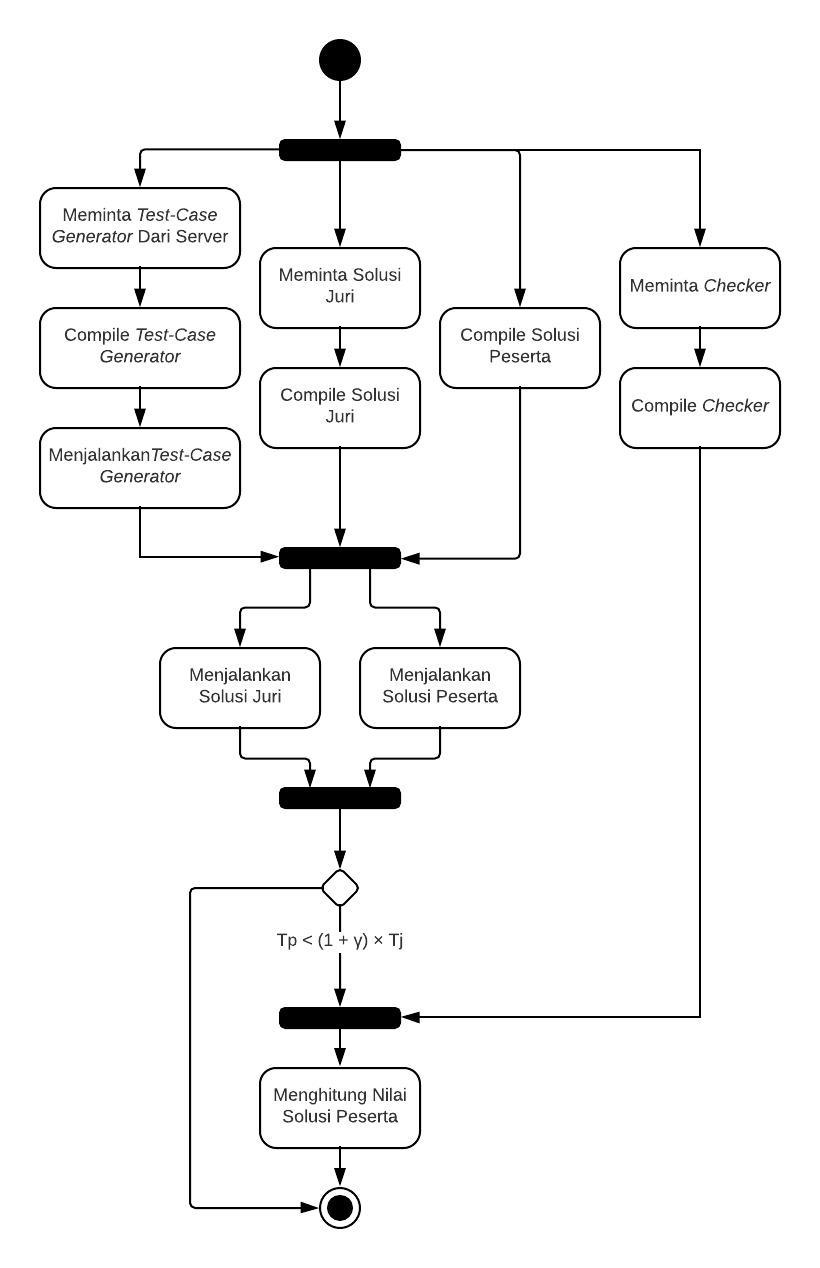 Meminta Test-Case
Generator Dari Server
Meminta Solusi
Juri
Meminta Checker
Compile Test-Case
Generator
Compile Solusi
Peserta
Compile Solusi
Juri
Compile Checker
MenjalankanTest-Case
Generator
Menjalankan
Solusi Juri
Menjalankan
Solusi Peserta
Tp < (1 + y) × Tj
Menghitung Nilai
Solusi Peserta